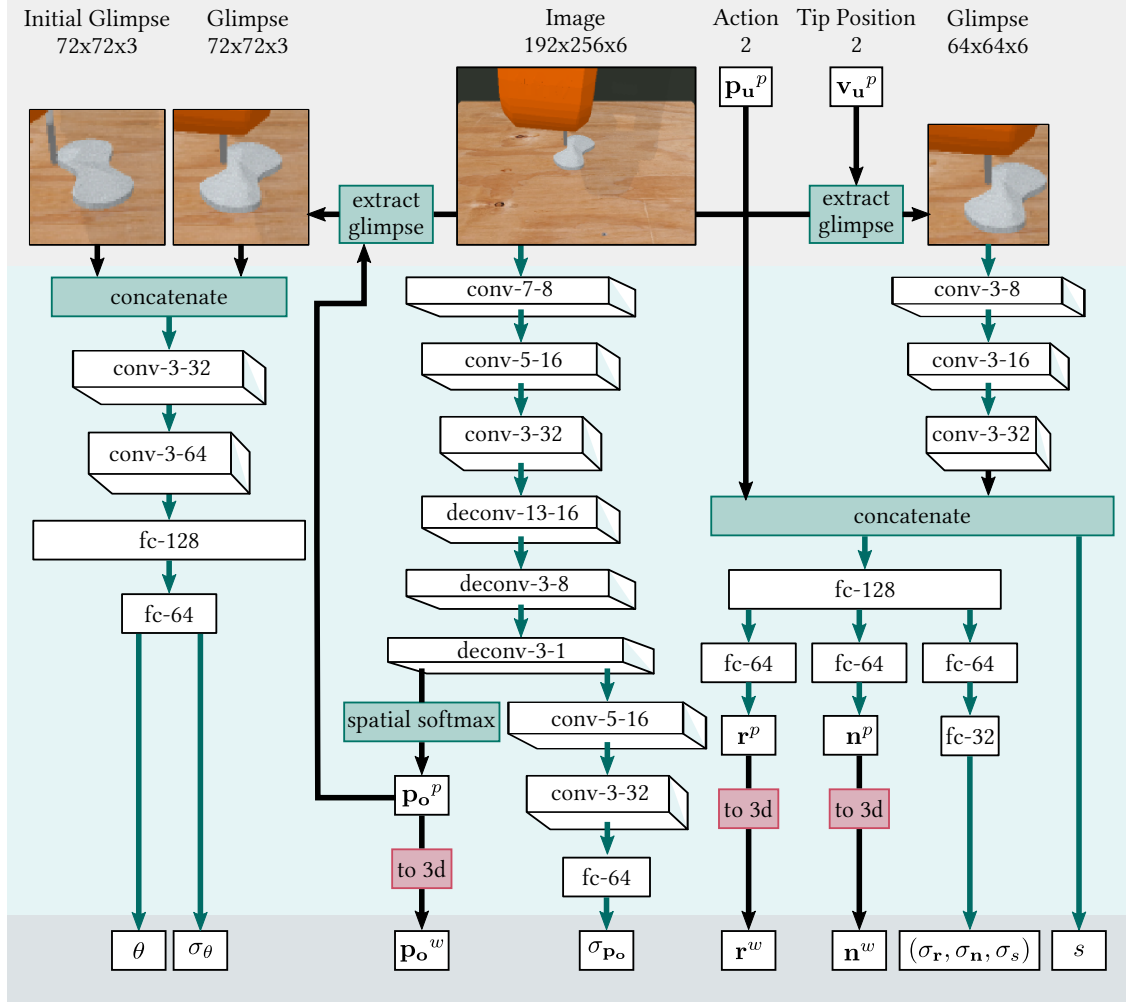 Initial Glimpse
72x72x3
Glimpse
72x72x3
Image
192x256x6
Action
2
Tip Position
2
Glimpse
64x64x6
p_u^p
v_u^p
extract
glimpse
extract
glimpse
concatenate
conv-3-32
conv-3-64
fc-128
fc-64
conv-7-8
conv-5-16
conv-3-32
deconv-13-16
deconv-3-8
deconv-3-1
spatial softmax
p_o^p
to 3d
conv-5-16
conv-3-32
fc-64
conv-3-8
conv-3-16
conv-3-32
concatenate
fc-128
fc-64
fc-64
fc-64
r^p
n^p
fc-32
to 3d
to 3d
θ
σ_θ
p_o^w
σ_{p_o}
r^w
n^w
(σ_r, σ_n, σ_s)
s